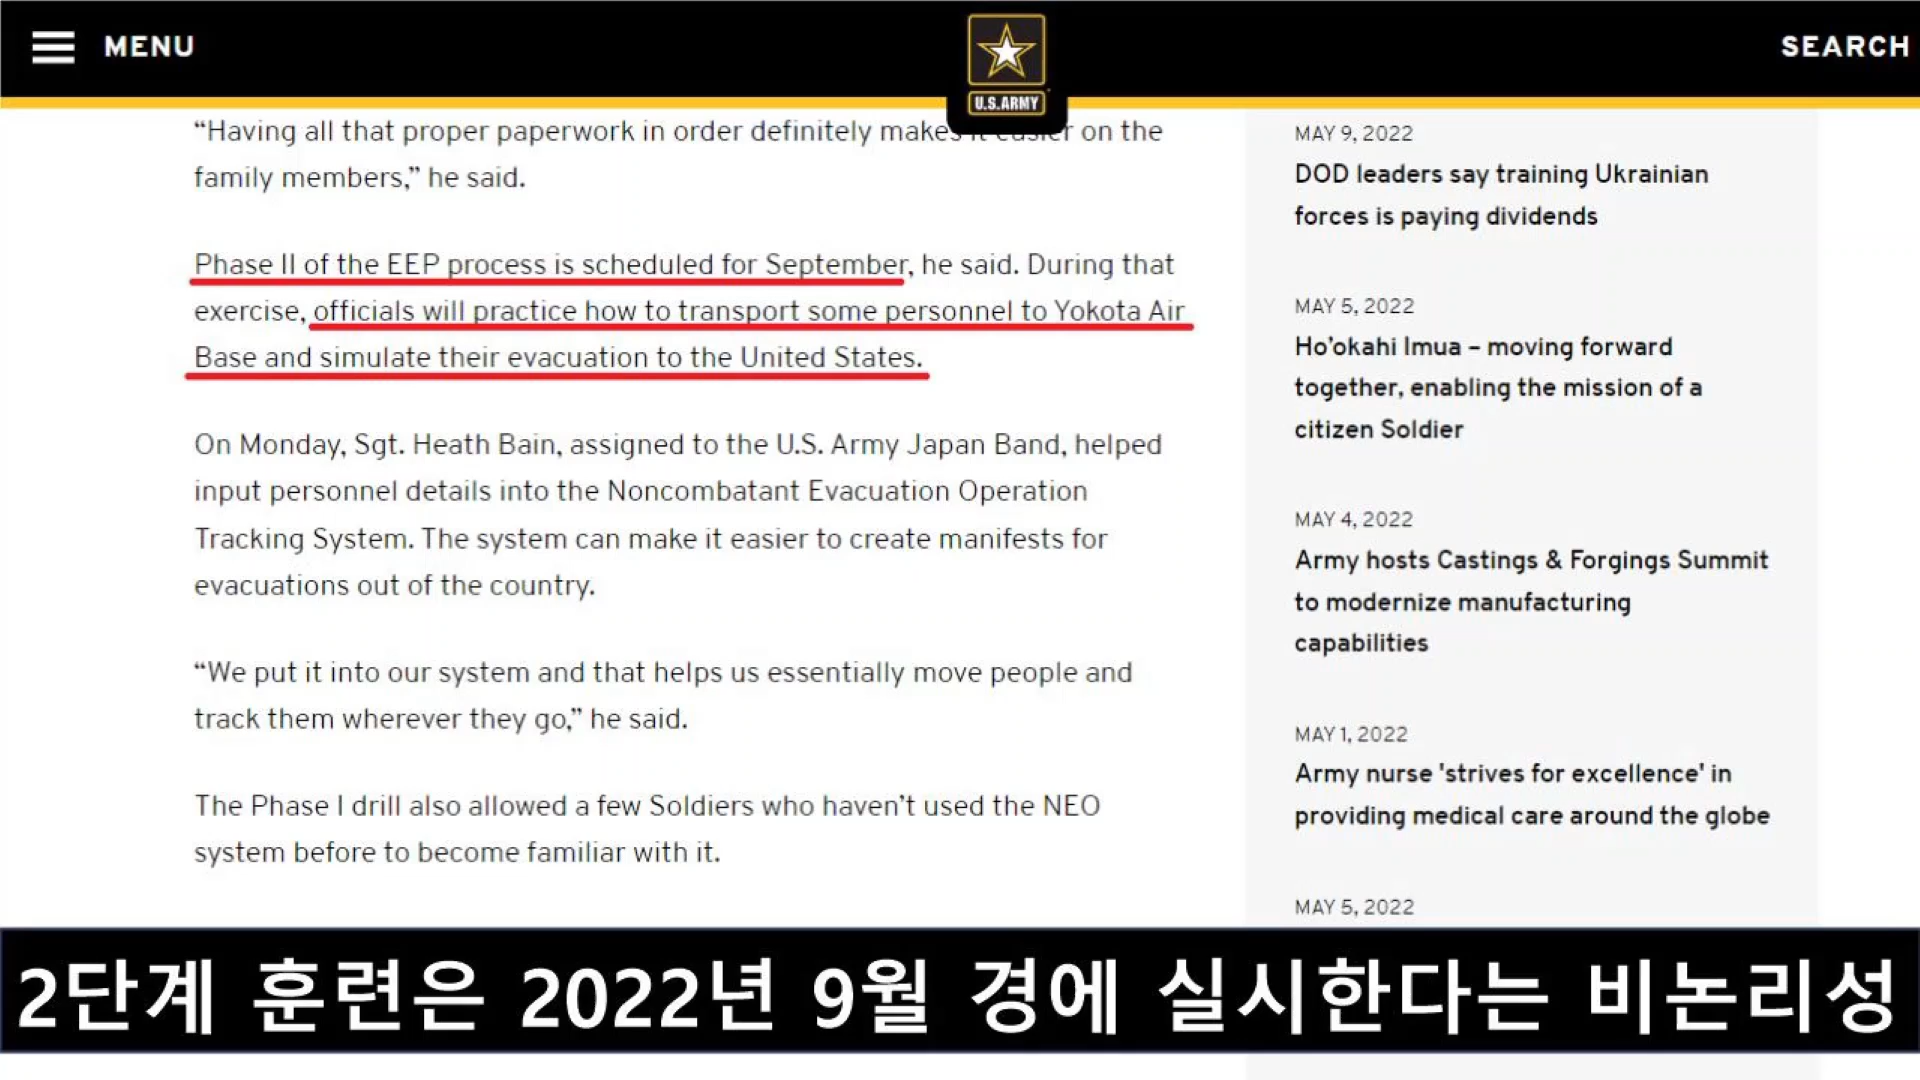 MENU
U.S.ARMY
SEARCH
“Having all that proper paperwork in order definitely makes it easier on the
family members,” he said.
Phase II of the EEP process is scheduled for September, he said. During that
exercise, officials will practice how to transport some personnel to Yokota Air
Base and simulate their evacuation to the United States.
On Monday, Sgt. Heath Bain, assigned to the U.S. Army Japan Band, helped
input personnel details into the Noncombatant Evacuation Operation
Tracking System. The system can make it easier to create manifests for
evacuations out of the country.
“We put it into our system and that helps us essentially move people and
track them wherever they go,” he said.
The Phase I drill also allowed a few Soldiers who haven’t used the NEO
system before to become familiar with it.
MAY 9, 2022
DOD leaders say training Ukrainian
forces is paying dividends
MAY 5, 2022
Ho’okahi Imua – moving forward
together, enabling the mission of a
citizen Soldier
MAY 4, 2022
Army hosts Castings & Forgings Summit
to modernize manufacturing
capabilities
MAY 1, 2022
Army nurse 'strives for excellence' in
providing medical care around the globe
MAY 5, 2022
2단계 훈련은 2022년 9월 경에 실시한다는 비논리성